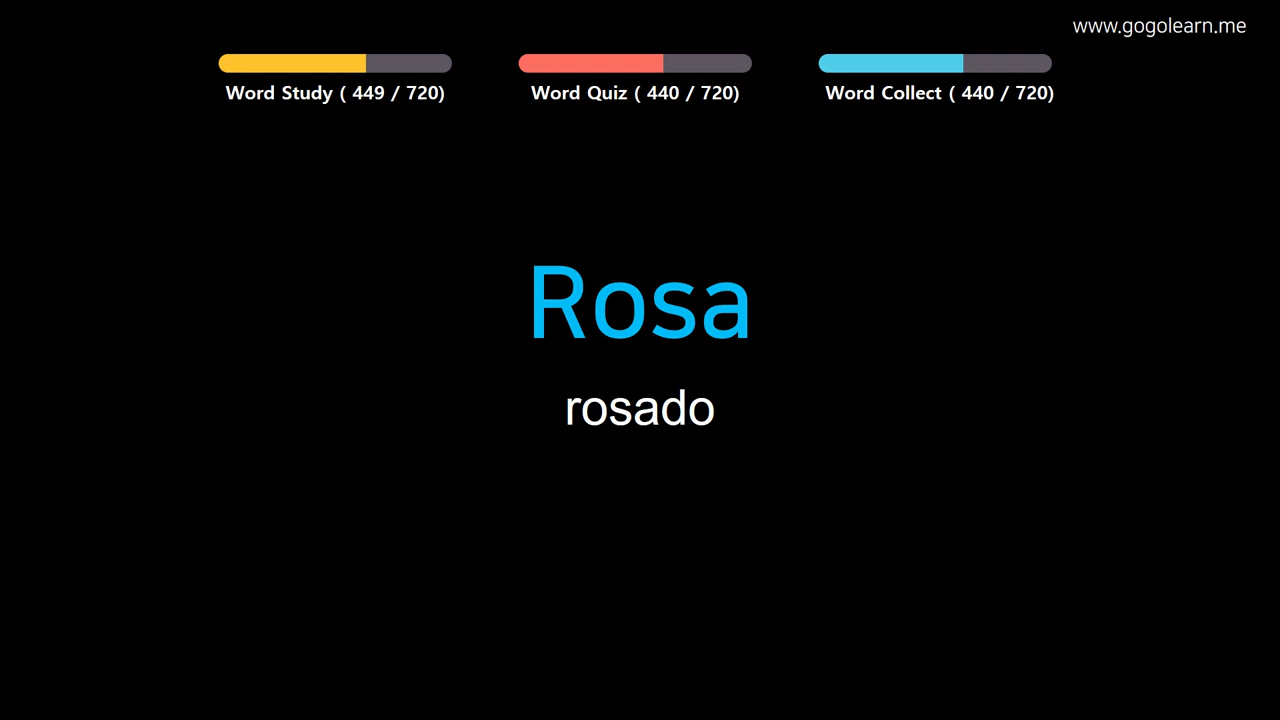 www.gogolearn.me
Word Study ( 449 / 720)
Word Quiz ( 440 / 720)
Word Collect ( 440 / 720)
Rosa
rosado